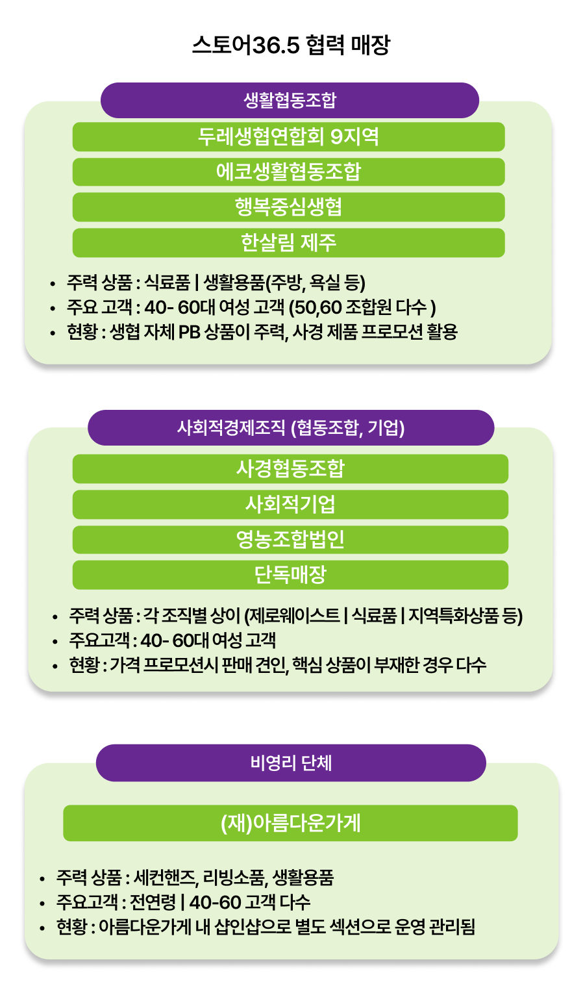 스토어36.5 협력 매장
생활협동조합
두레생협연합회 9지역
에코생활협동조합
행복중심생협
한살림 제주
• 주력 상품 : 식료품 | 생활용품(주방, 욕실 등)
• 주요 고객 : 40- 60대 여성 고객 (50,60 조합원 다수 )
• 현황 : 생협 자체 PB 상품이 주력, 사경 제품 프로모션 활용
사회적경제조직 (협동조합, 기업)
사경협동조합
사회적기업
영농조합법인
단독매장
• 주력 상품 : 각 조직별 상이 (제로웨이스트 | 식료품 | 지역특화상품 등)
• 주요고객 : 40- 60대 여성 고객
• 현황 : 가격 프로모션시 판매 견인, 핵심 상품이 부재한 경우 다수
비영리 단체
(재)아름다운가게
• 주력 상품 : 세컨핸즈, 리빙소품, 생활용품
• 주요고객 : 전연령 | 40-60 고객 다수
• 현황 : 아름다운가게 내 샵인샵으로 별도 섹션으로 운영 관리됨